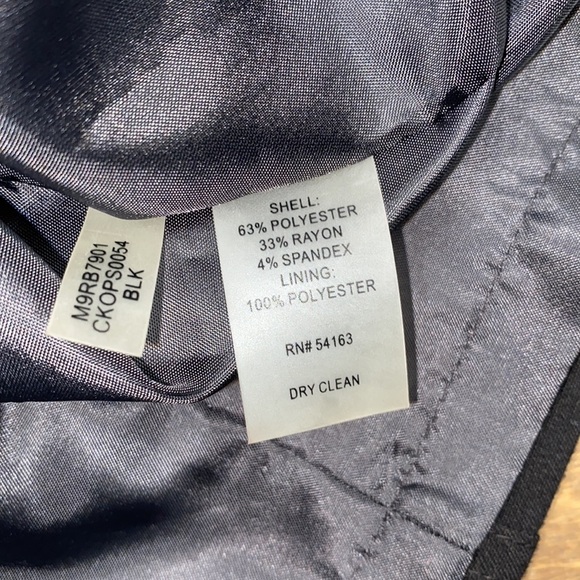 M9RB7901
CKOPS0054
BLK
SHELL:
63% POLYESTER
33% RAYON
4% SPANDEX
LINING:
100% POLYESTER
RN# 54163
DRY CLEAN